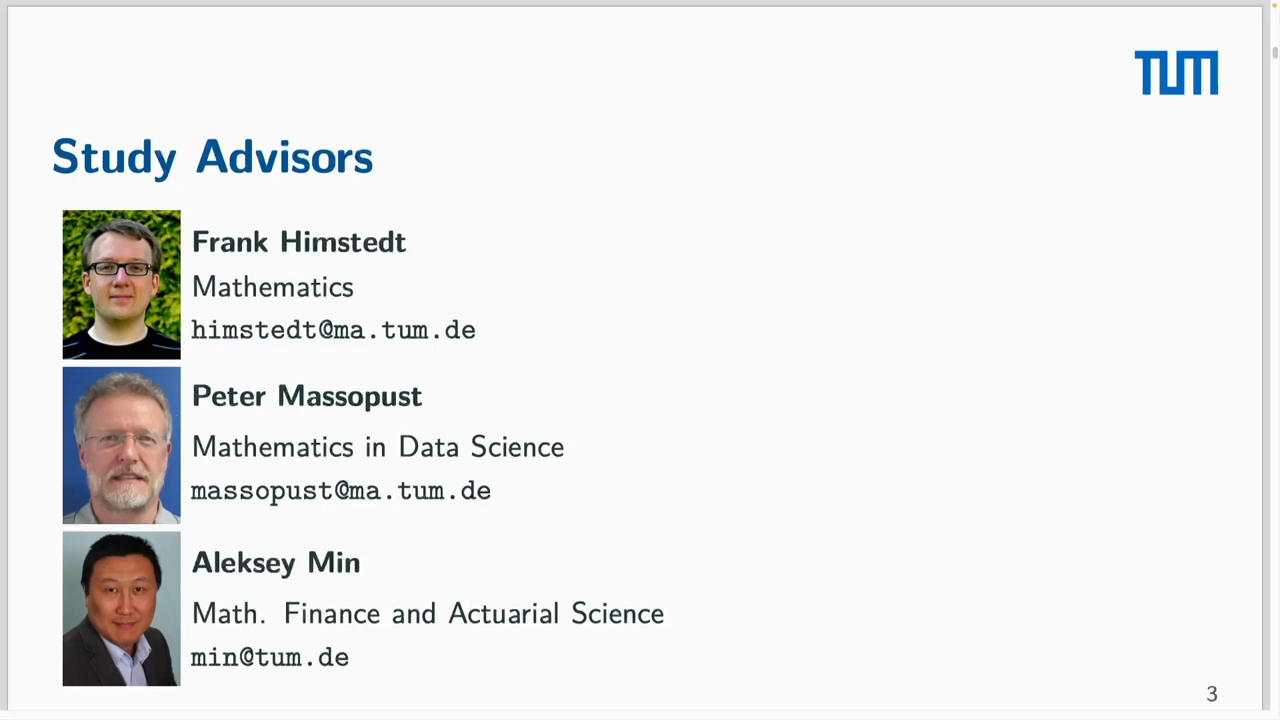 TUM
Study Advisors
Frank Himstedt
Mathematics
himstedt@ma.tum.de
Peter Massopust
Mathematics in Data Science
massopust@ma.tum.de
Aleksey Min
Math. Finance and Actuarial Science
min@tum.de
3